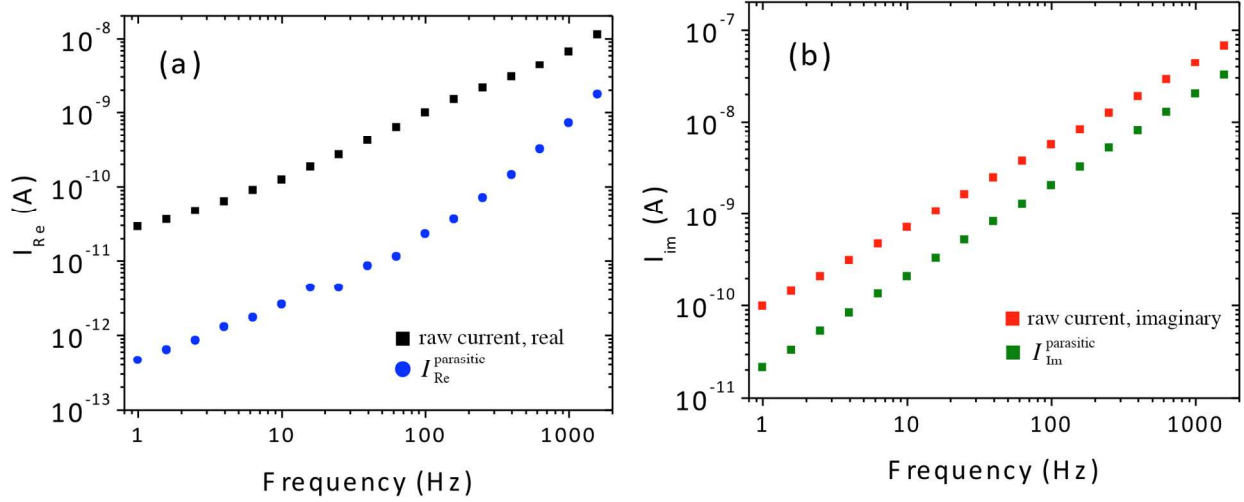 (a)
10^-8
10^-9
10^-10
10^-11
10^-12
10^-13
I_Re (A)
raw current, real
I_Re^parasitic
1 10 100 1000
Frequency (Hz)
(b)
10^-7
10^-8
10^-9
10^-10
10^-11
I_im (A)
raw current, imaginary
I_Im^parasitic
1 10 100 1000
Frequency (Hz)